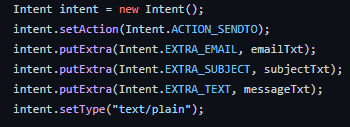 Intent intent = new Intent();
intent.setAction(Intent.ACTION_SENDTO);
intent.putExtra(Intent.EXTRA_EMAIL, emailTxt);
intent.putExtra(Intent.EXTRA_SUBJECT, subjectTxt);
intent.putExtra(Intent.EXTRA_TEXT, messageTxt);
intent.setType("text/plain");